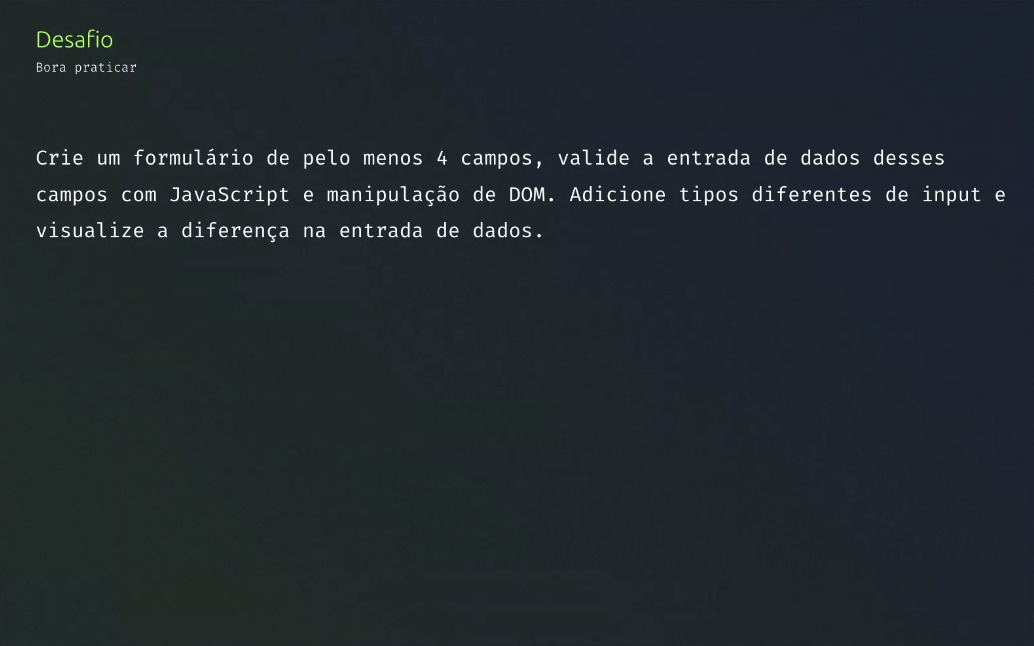 Desafio
Bora praticar
Crie um formulário de pelo menos 4 campos, valide a entrada de dados desses
campos com JavaScript e manipulação de DOM. Adicione tipos diferentes de input e
visualize a diferença na entrada de dados.